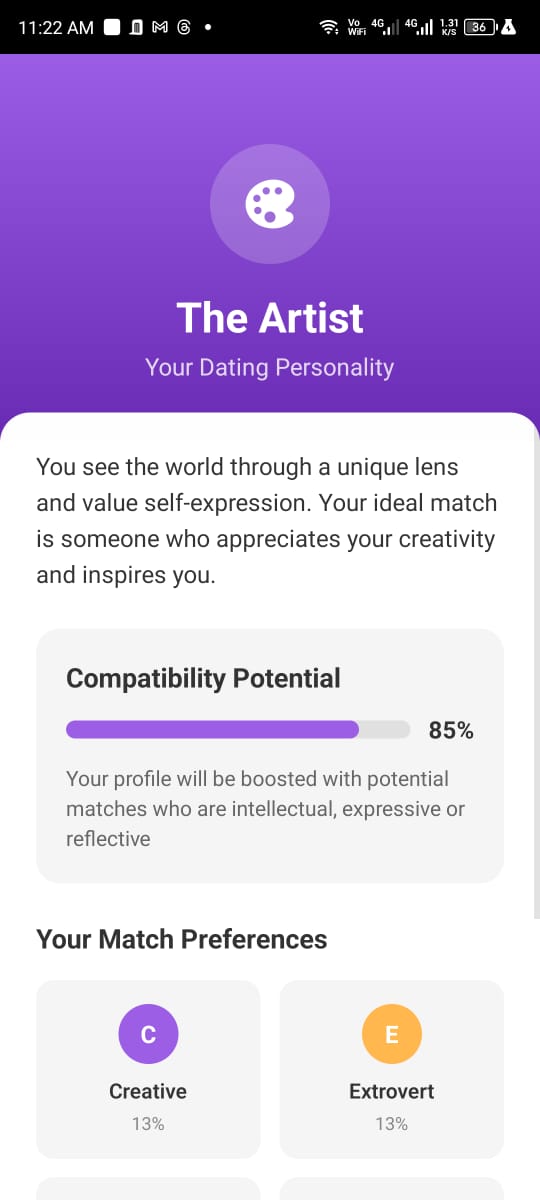 11:22 AM
Vo WiFi 4G 4G 1.31 K/S 36
The Artist
Your Dating Personality
You see the world through a unique lens
and value self-expression. Your ideal match
is someone who appreciates your creativity
and inspires you.
Compatibility Potential
85%
Your profile will be boosted with potential
matches who are intellectual, expressive or
reflective
Your Match Preferences
C
Creative
13%
E
Extrovert
13%